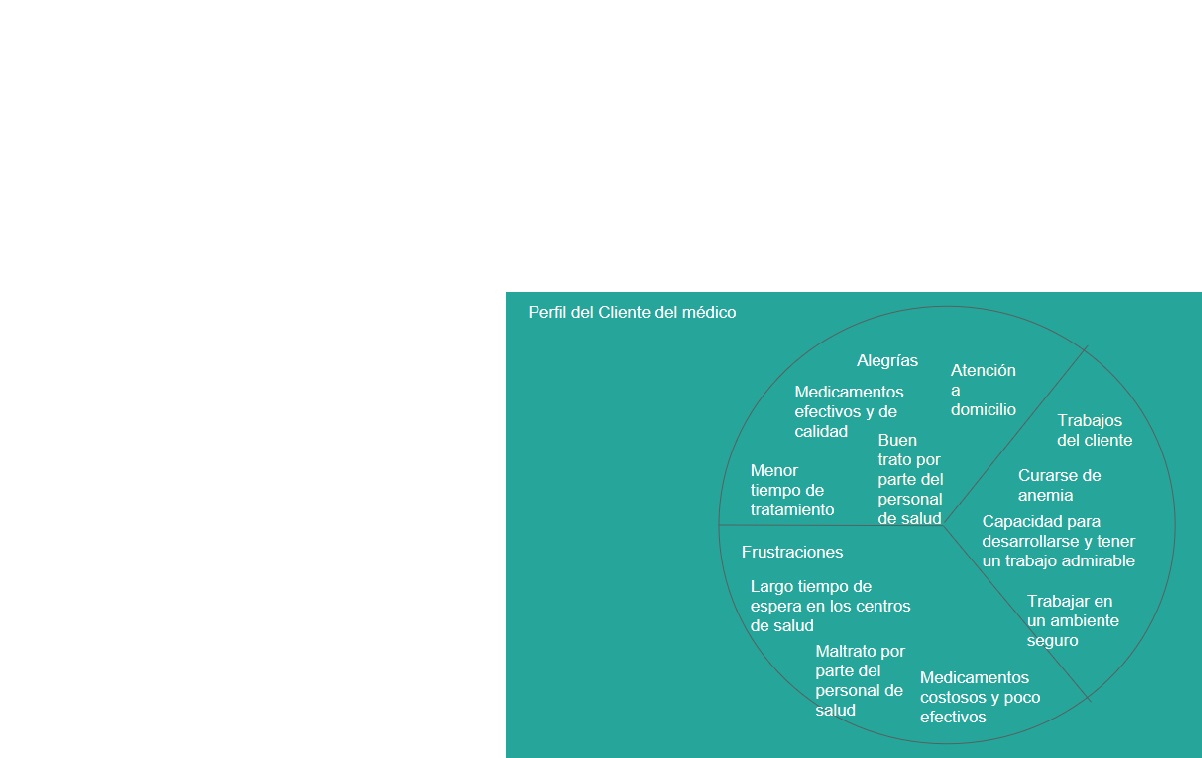 Perfil del Cliente del médico
Alegrías
Atención
a
domicilio
Medicamentos
efectivos y de
calidad
Buen
trato por
parte del
personal
de salud
Menor
tiempo de
tratamiento
Trabajos
del cliente
Curarse de
anemia
Capacidad para
desarrollarse y tener
un trabajo admirable
Trabajar en
un ambiente
seguro
Frustraciones
Largo tiempo de
espera en los centros
de salud
Maltrato por
parte del
personal de
salud
Medicamentos
costosos y poco
efectivos